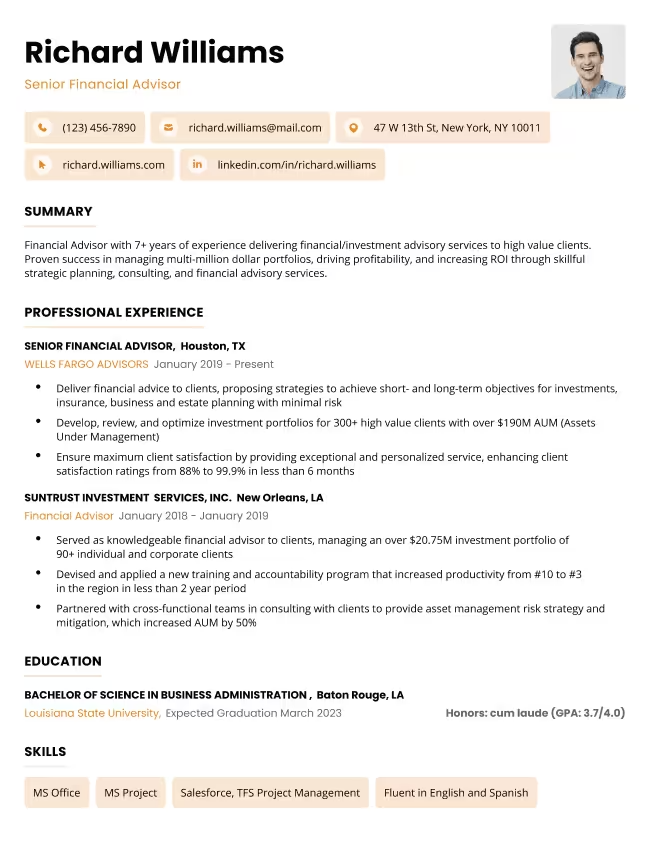 Richard Williams
Senior Financial Advisor
(123) 456-7890
richard.williams@mail.com
47 W 13th St, New York, NY 10011
richard.williams.com
linkedin.com/in/richard.williams
SUMMARY
Financial Advisor with 7+ years of experience delivering financial/investment advisory services to high value clients.
Proven success in managing multi-million dollar portfolios, driving profitability, and increasing ROI through skillful
strategic planning, consulting, and financial advisory services.
PROFESSIONAL EXPERIENCE
SENIOR FINANCIAL ADVISOR, Houston, TX
WELLS FARGO ADVISORS January 2019 - Present
• Deliver financial advice to clients, proposing strategies to achieve short- and long-term objectives for investments,
insurance, business and estate planning with minimal risk
• Develop, review, and optimize investment portfolios for 300+ high value clients with over $190M AUM (Assets
Under Management)
• Ensure maximum client satisfaction by providing exceptional and personalized service, enhancing client
satisfaction ratings from 88% to 99.9% in less than 6 months
SUNTRUST INVESTMENT SERVICES, INC. New Orleans, LA
Financial Advisor January 2018 - January 2019
• Served as knowledgeable financial advisor to clients, managing an over $20.75M investment portfolio of
90+ individual and corporate clients
• Devised and applied a new training and accountability program that increased productivity from #10 to #3
in the region in less than 2 year period
• Partnered with cross-functional teams in consulting with clients to provide asset management risk strategy and
mitigation, which increased AUM by 50%
EDUCATION
BACHELOR OF SCIENCE IN BUSINESS ADMINISTRATION , Baton Rouge, LA
Louisiana State University, Expected Graduation March 2023 Honors: cum laude (GPA: 3.7/4.0)
SKILLS
MS Office
MS Project
Salesforce, TFS Project Management
Fluent in English and Spanish